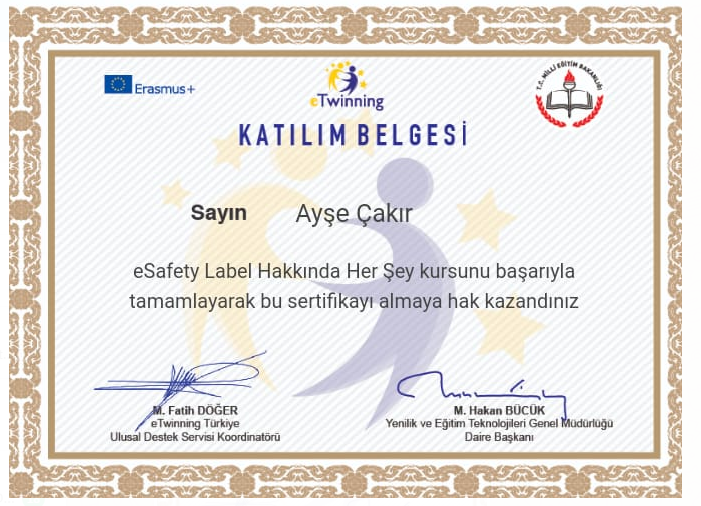 Erasmus+
eTwinning
T.C. MİLLİ EĞİTİM BAKANLIĞI
KATILIM BELGESİ
Sayın Ayşe Çakır
eSafety Label Hakkında Her Şey kursunu başarıyla
tamamlayarak bu sertifikayı almaya hak kazandınız
M. Fatih DÖĞER
eTwinning Türkiye
Ulusal Destek Servisi Koordinatörü
M. Hakan BÜCÜK
Yenilik ve Eğitim Teknolojileri Genel Müdürlüğü
Daire Başkanı